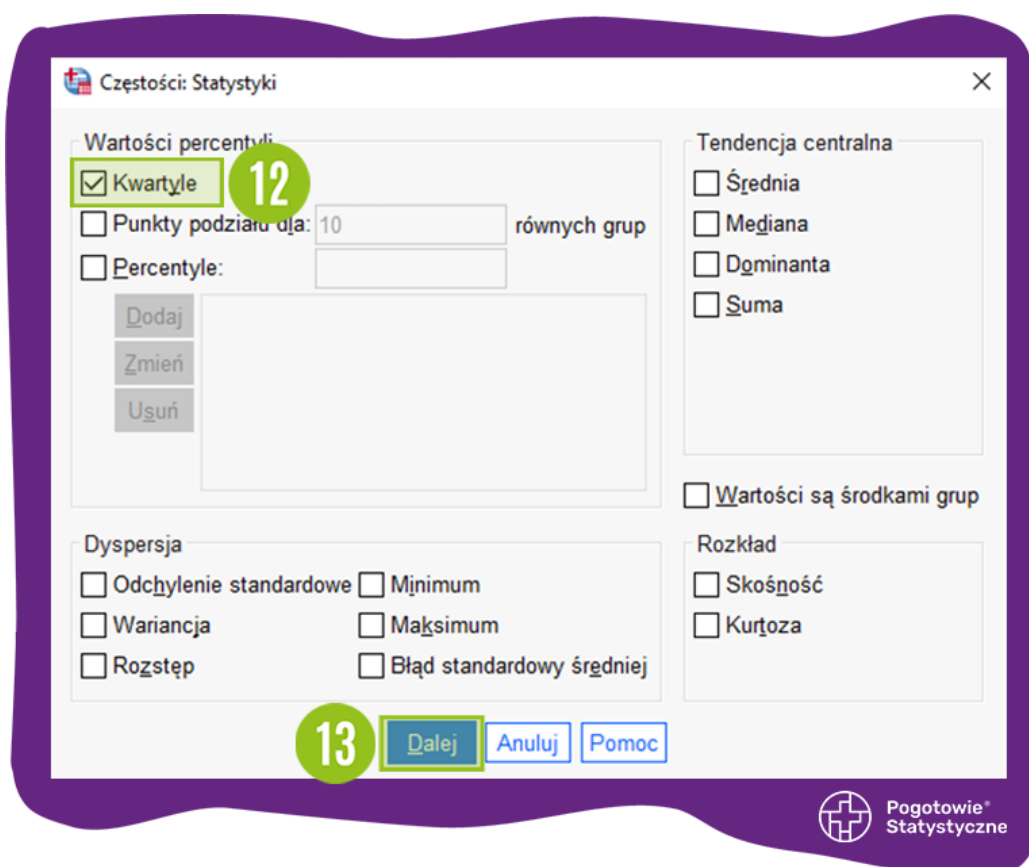 Częstości: Statystyki
Wartości percentyli
Kwartyle
12
Punkty podziału dla: 10 równych grup
Percentyle:
Dodaj
Zmień
Usuń
Tendencja centralna
Średnia
Mediana
Dominanta
Suma
Wartości są środkami grup
Dyspersja
Odchylenie standardowe
Minimum
Wariancja
Maksimum
Rozstęp
Błąd standardowy średniej
Rozkład
Skośność
Kurtoza
13
Dalej
Anuluj
Pomoc
Pogotowie®
Statystyczne